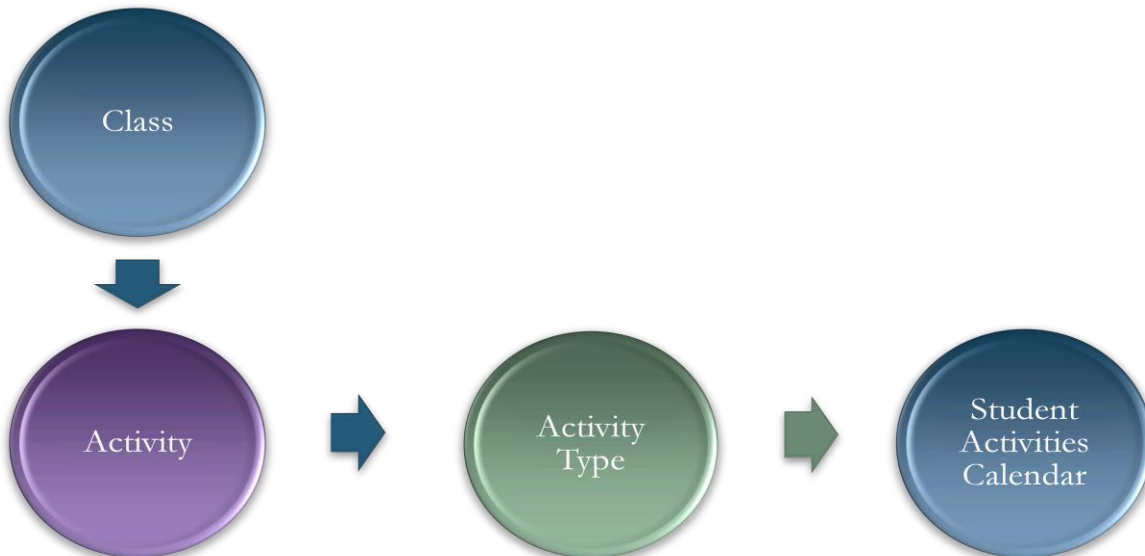 Class
Activity
Activity
Type
Student
Activities
Calendar